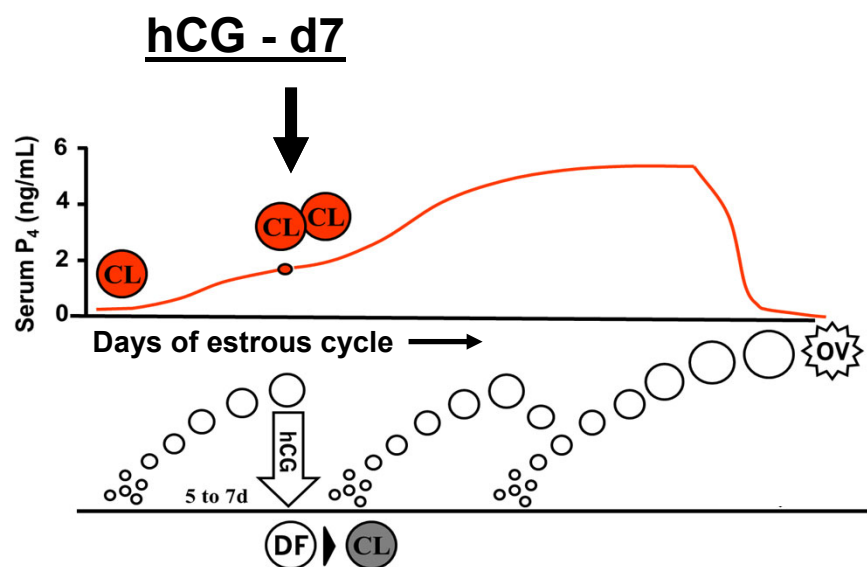 hCG - d7
6
Serum P4 (ng/mL)
4
CL CL
CL
2
0
Days of estrous cycle
OV
hCG
5 to 7d
DF CL